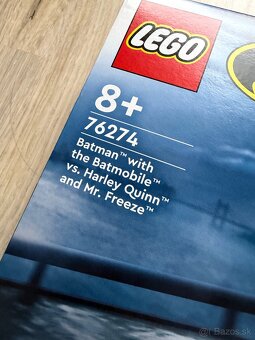 LEGO
8+
76274
Batman™ with
the Batmobile™
vs. Harley Quinn™
and Mr. Freeze™
Bazos.sk